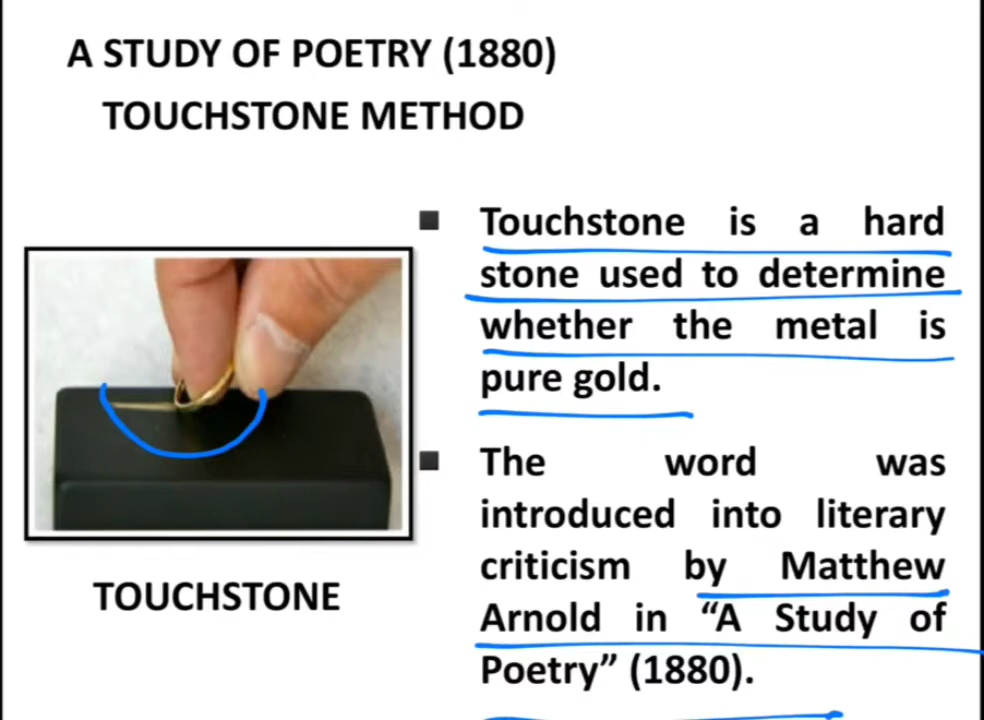 A STUDY OF POETRY (1880)
TOUCHSTONE METHOD
■ Touchstone is a hard
stone used to determine
whether the metal is
pure gold.
■ The word was
introduced into literary
criticism by Matthew
Arnold in “A Study of
Poetry” (1880).
TOUCHSTONE